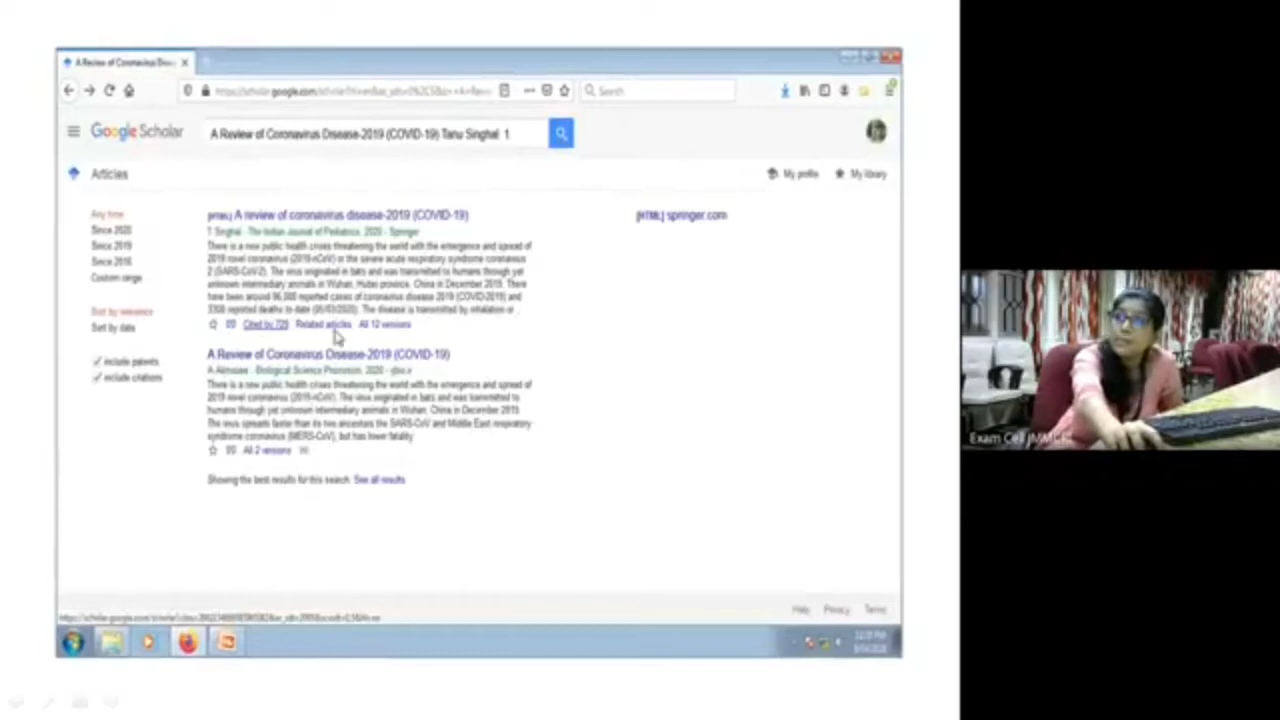 A Review of Coronavirus Disea
Search
Google Scholar
A Review of Coronavirus Disease-2019 (COVID-19) Tanu Singhal 1
Articles
My profile
My library
Any time
Since 2020
Since 2019
Since 2016
Custom range
Sort by relevance
Sort by date
include patents
include citations
[HTML] A review of coronavirus disease-2019 (COVID-19)
[HTML] springer.com
T Singhal - The Indian Journal of Pediatrics, 2020 - Springer
There is a new public health crises threatening the world with the emergence and spread of
2019 novel coronavirus (2019-nCoV) or the severe acute respiratory syndrome coronavirus
2 (SARS-CoV-2). The virus originated in bats and was transmitted to humans through yet
unknown intermediary animals in Wuhan, Hubei province, China in December 2019. There
have been around 96,000 reported cases of coronavirus disease 2019 (COVID-2019) and
3300 reported deaths to date (05/03/2020). The disease is transmitted by inhalation or
Cited by 729 Related articles All 12 versions
A Review of Coronavirus Disease-2019 (COVID-19)
Biological Science Promotion, 2020
There is a new public health crises threatening the world with the emergence and spread of
2019 novel coronavirus (2019-nCoV). The virus originated in bats and was transmitted to
humans through yet unknown intermediary animals in Wuhan, China in December 2019.
The virus spreads faster than its two ancestors the SARS-CoV and Middle East respiratory
syndrome coronavirus (MERS-CoV), but has lower fatality
All 2 versions
Showing the best results for this search. See all results
Help Privacy Terms
Exam Cell